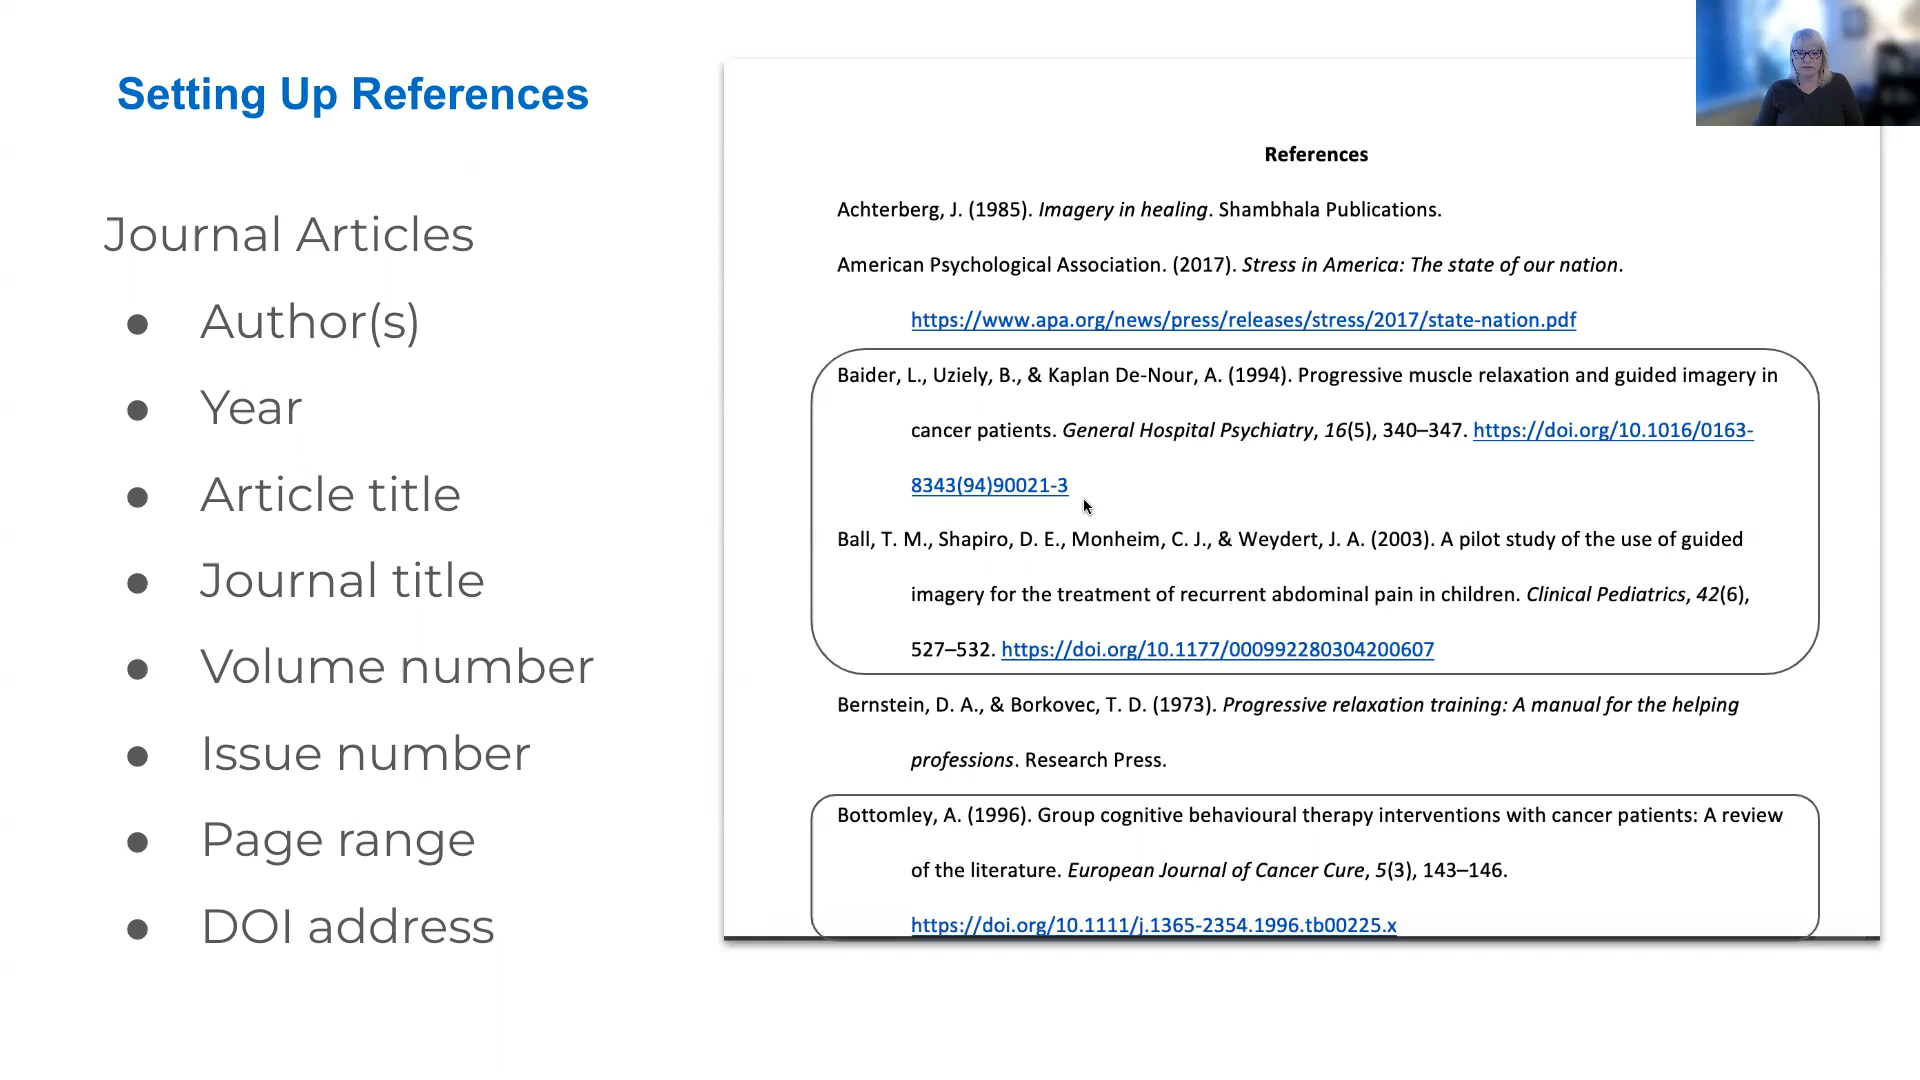 Setting Up References
Journal Articles
● Author(s)
● Year
● Article title
● Journal title
● Volume number
● Issue number
● Page range
● DOI address
References
Achterberg, J. (1985). Imagery in healing. Shambhala Publications.
American Psychological Association. (2017). Stress in America: The state of our nation.
https://www.apa.org/news/press/releases/stress/2017/state-nation.pdf
Baider, L., Uziely, B., & Kaplan De-Nour, A. (1994). Progressive muscle relaxation and guided imagery in
cancer patients. General Hospital Psychiatry, 16(5), 340–347. https://doi.org/10.1016/0163-
8343(94)90021-3
Ball, T. M., Shapiro, D. E., Monheim, C. J., & Weydert, J. A. (2003). A pilot study of the use of guided
imagery for the treatment of recurrent abdominal pain in children. Clinical Pediatrics, 42(6),
527–532. https://doi.org/10.1177/000992280304200607
Bernstein, D. A., & Borkovec, T. D. (1973). Progressive relaxation training: A manual for the helping
professions. Research Press.
Bottomley, A. (1996). Group cognitive behavioural therapy interventions with cancer patients: A review
of the literature. European Journal of Cancer Cure, 5(3), 143–146.
https://doi.org/10.1111/j.1365-2354.1996.tb00225.x